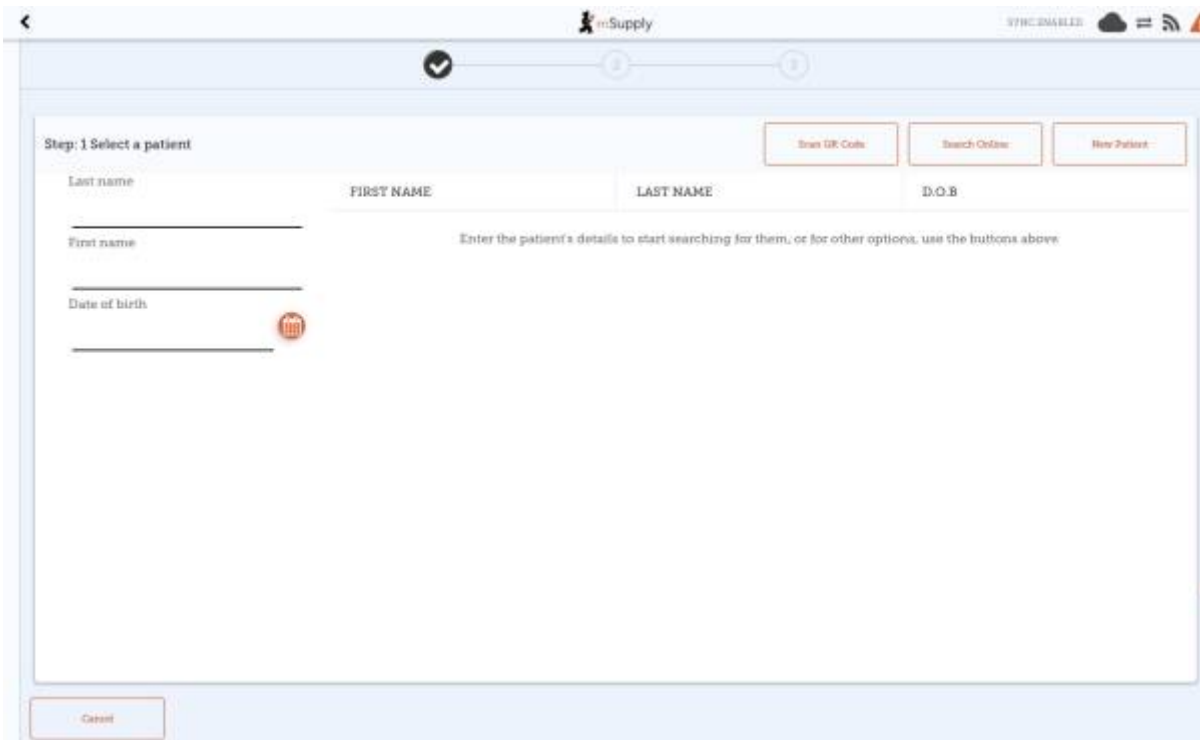 mSupply
SYNC ENABLED
2
3
Step: 1 Select a patient
Scan QR Code
Search Online
New Patient
Last name
FIRST NAME
LAST NAME
D.O.B
First name
Enter the patient's details to start searching for them, or for other options, use the buttons above
Date of birth
Cancel